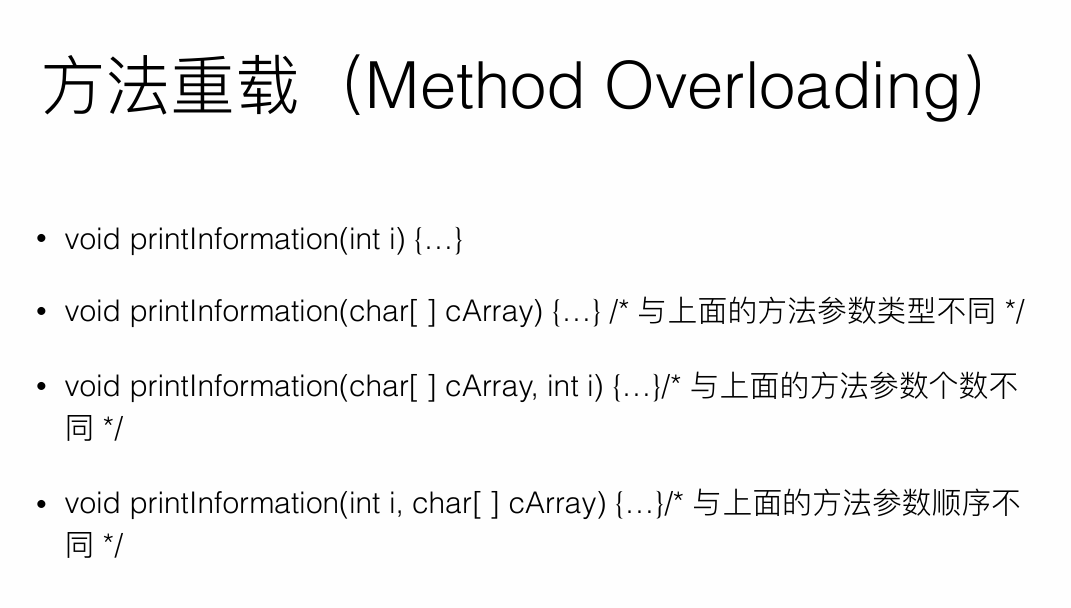 方法重载（Method Overloading）
• void printInformation(int i) {…}
• void printInformation(char[ ] cArray) {…} /* 与上面的方法参数类型不同 */
• void printInformation(char[ ] cArray, int i) {…}/* 与上面的方法参数个数不
同 */
• void printInformation(int i, char[ ] cArray) {…}/* 与上面的方法参数顺序不
同 */